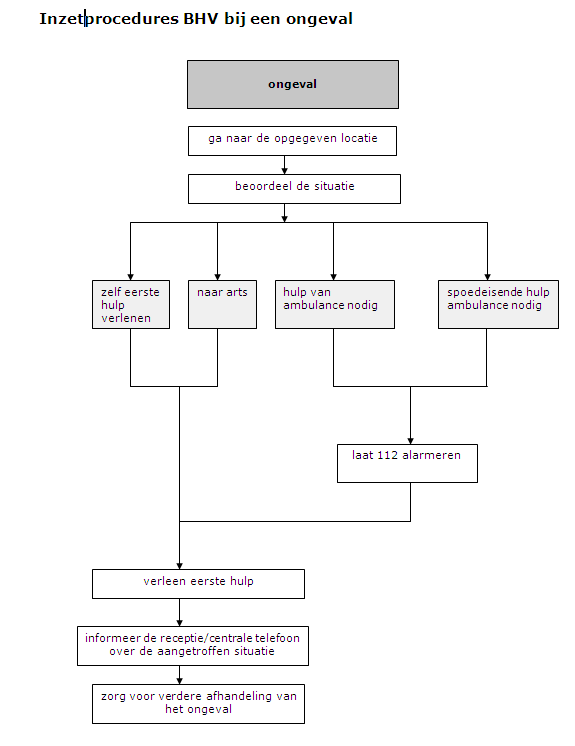 Inzetprocedures BHV bij een ongeval
ongeval
ga naar de opgegeven locatie
beoordeel de situatie
zelf eerste
hulp
verlenen
naar arts
hulp van
ambulance nodig
spoedeisende hulp
ambulance nodig
laat 112 alarmeren
verleen eerste hulp
informeer de receptie/centrale telefoon
over de aangetroffen situatie
zorg voor verdere afhandeling van
het ongeval